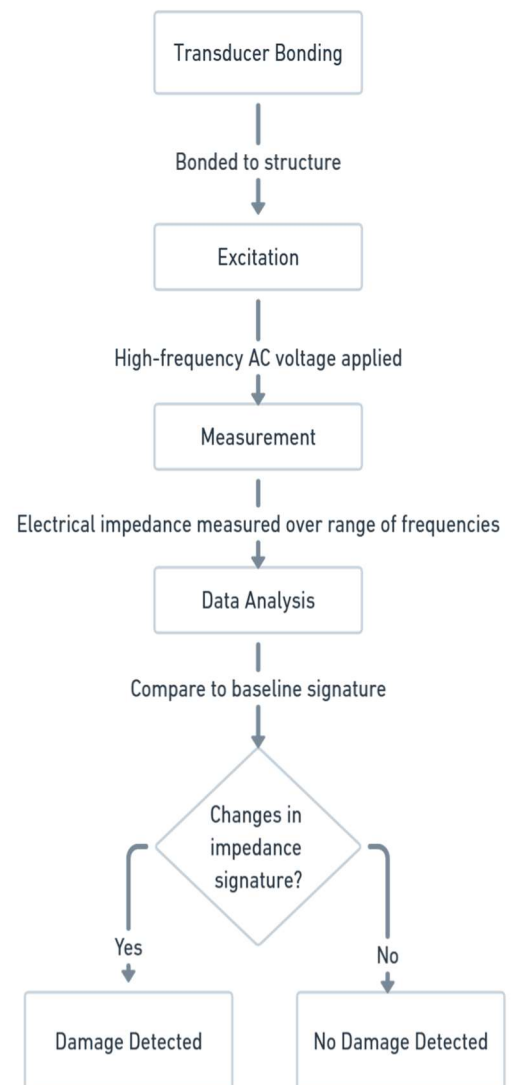 Transducer Bonding
Bonded to structure
Excitation
High-frequency AC voltage applied
Measurement
Electrical impedance measured over range of frequencies
Data Analysis
Compare to baseline signature
Changes in
impedance
signature?
Yes
No
Damage Detected
No Damage Detected